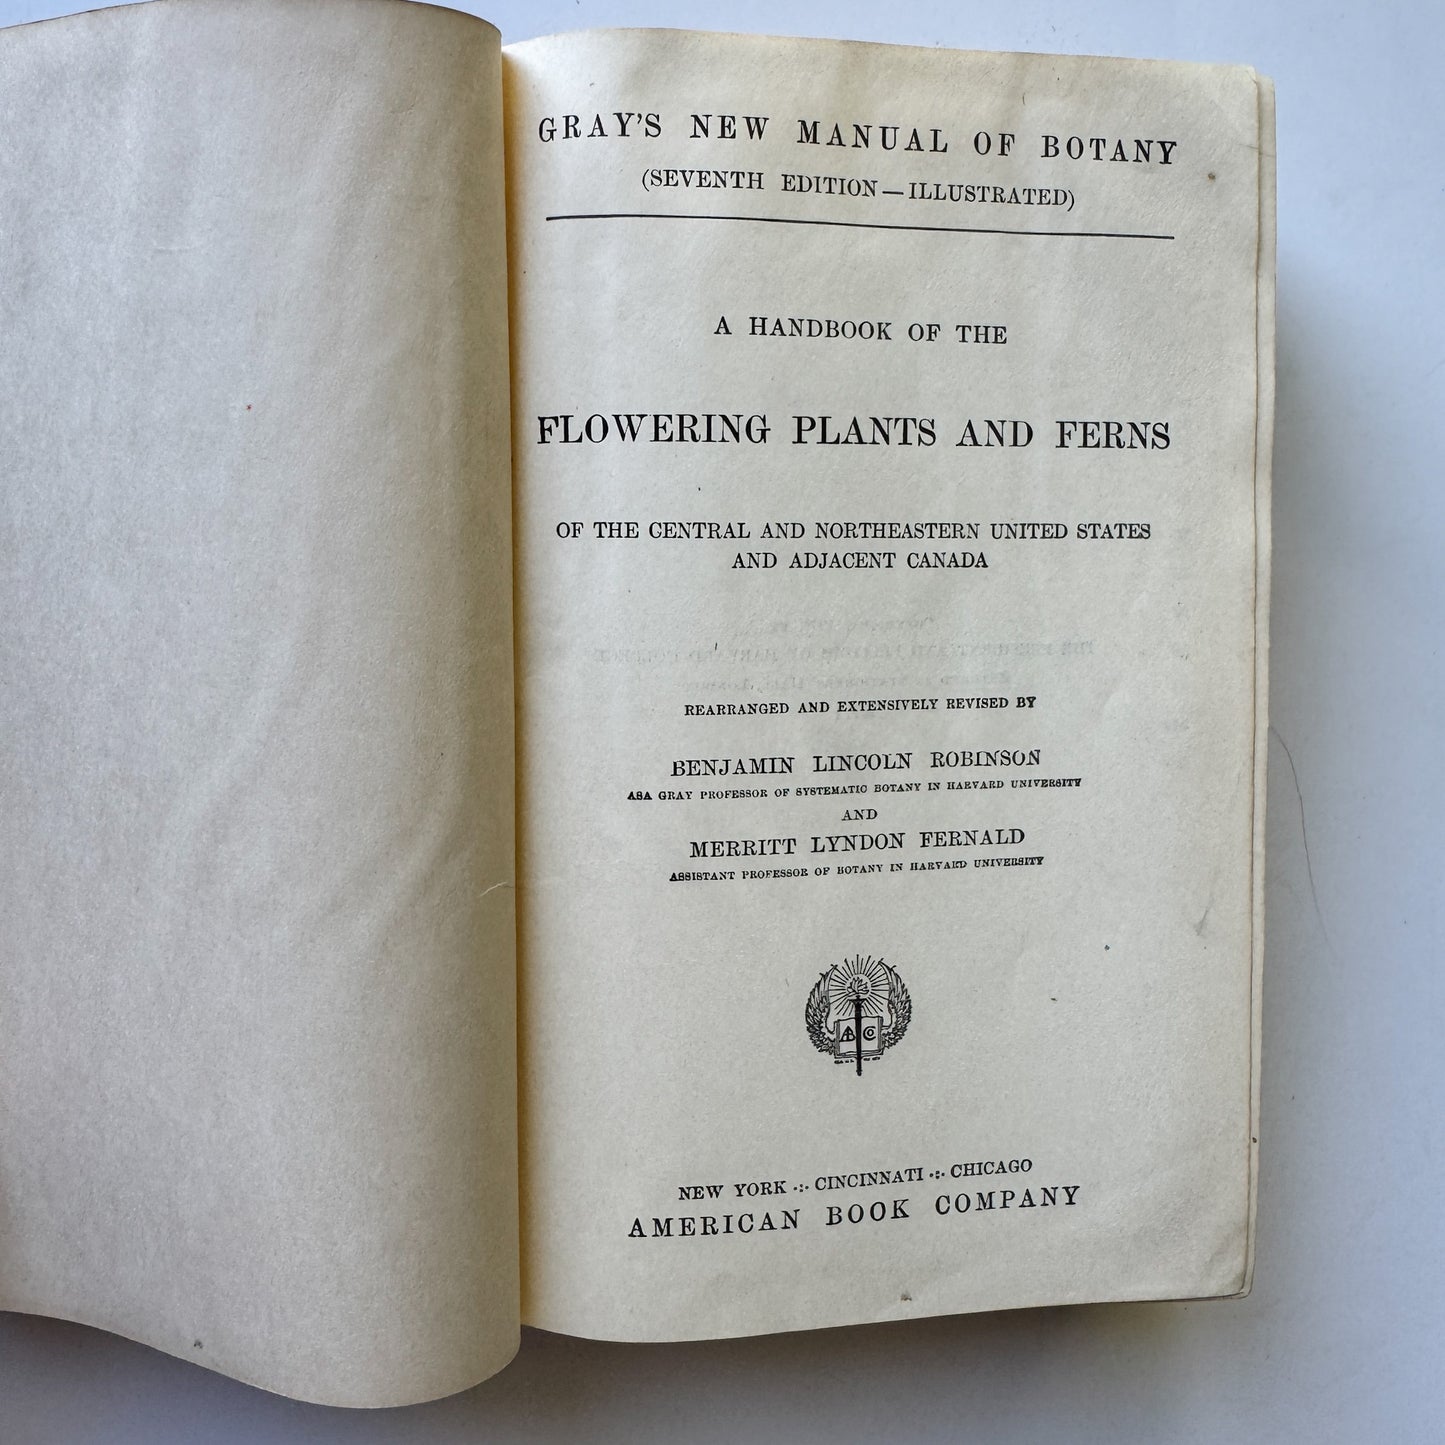 GRAY'S NEW MANUAL OF BOTANY
(SEVENTH EDITION—ILLUSTRATED)
A HANDBOOK OF THE
FLOWERING PLANTS AND FERNS
OF THE CENTRAL AND NORTHEASTERN UNITED STATES
AND ADJACENT CANADA
REARRANGED AND EXTENSIVELY REVISED BY
BENJAMIN LINCOLN ROBINSON
ASA GRAY PROFESSOR OF SYSTEMATIC BOTANY IN HARVARD UNIVERSITY
AND
MERRITT LYNDON FERNALD
ASSISTANT PROFESSOR OF BOTANY IN HARVARD UNIVERSITY
AB Co
NEW YORK ·:· CINCINNATI ·:· CHICAGO
AMERICAN BOOK COMPANY